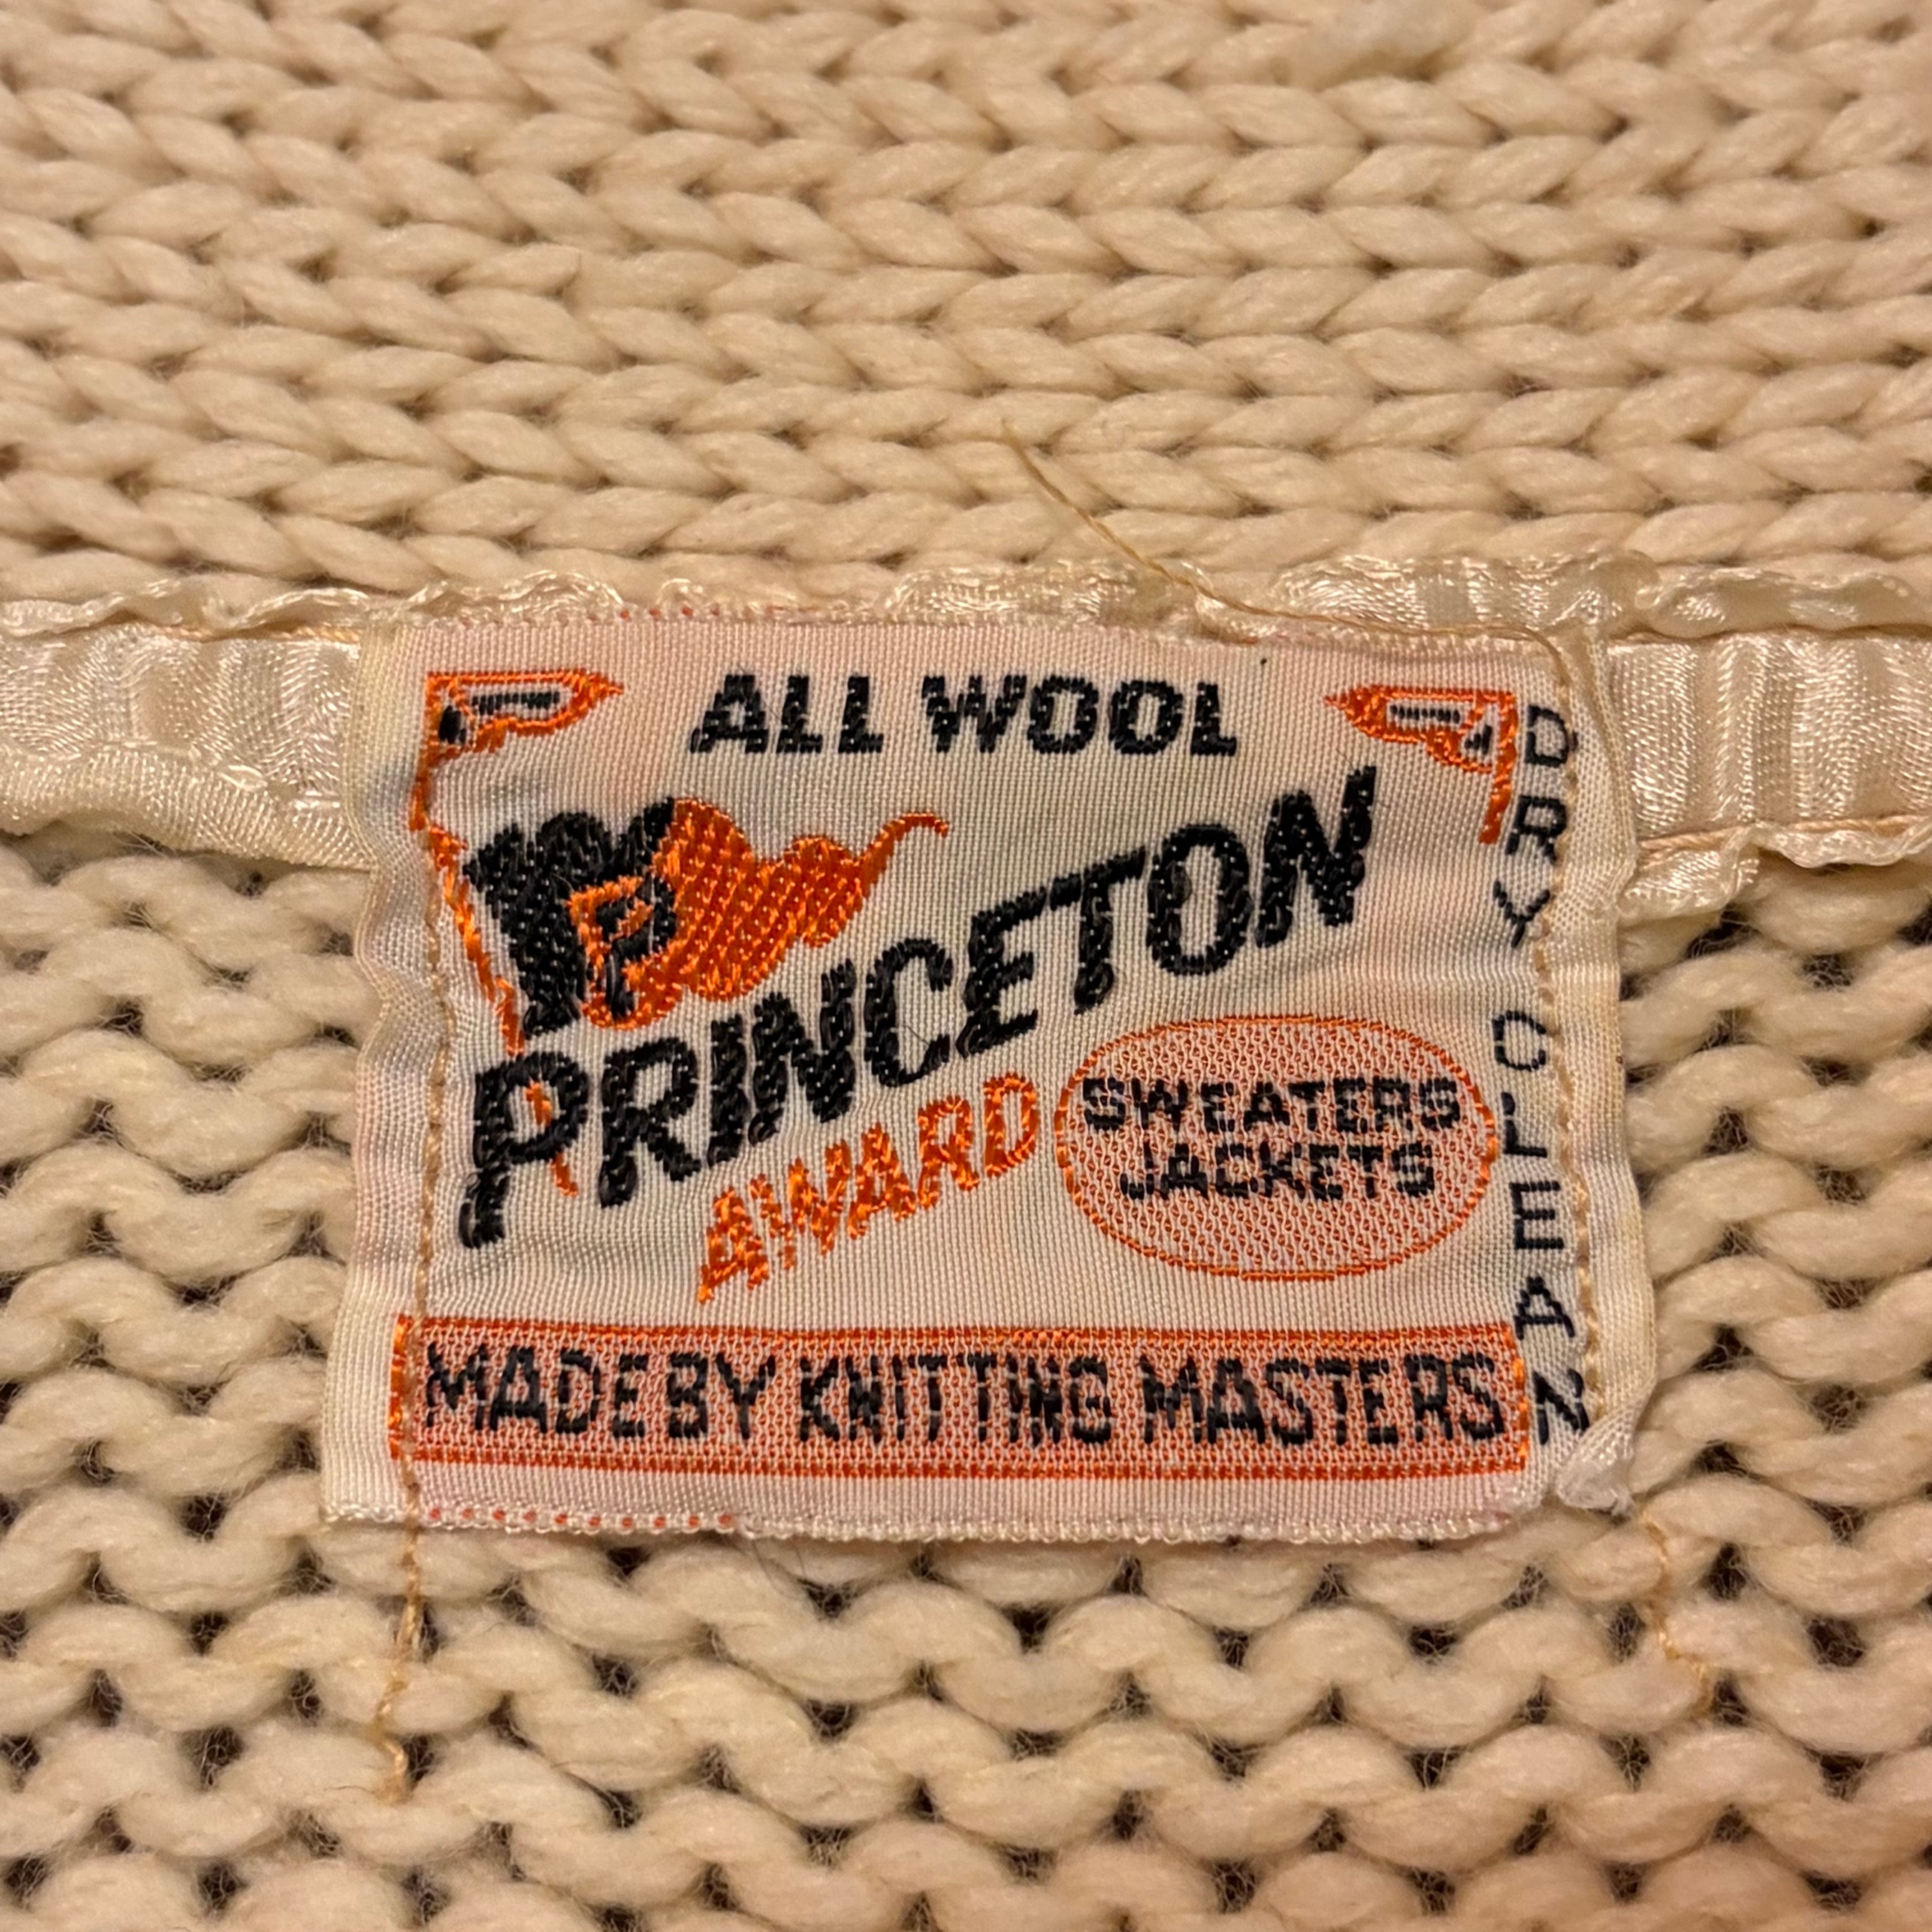 ALL WOOL
P
PRINCETON
AWARD
SWEATERS
JACKETS
DRY CLEAN
MADE BY KNITTING MASTERS